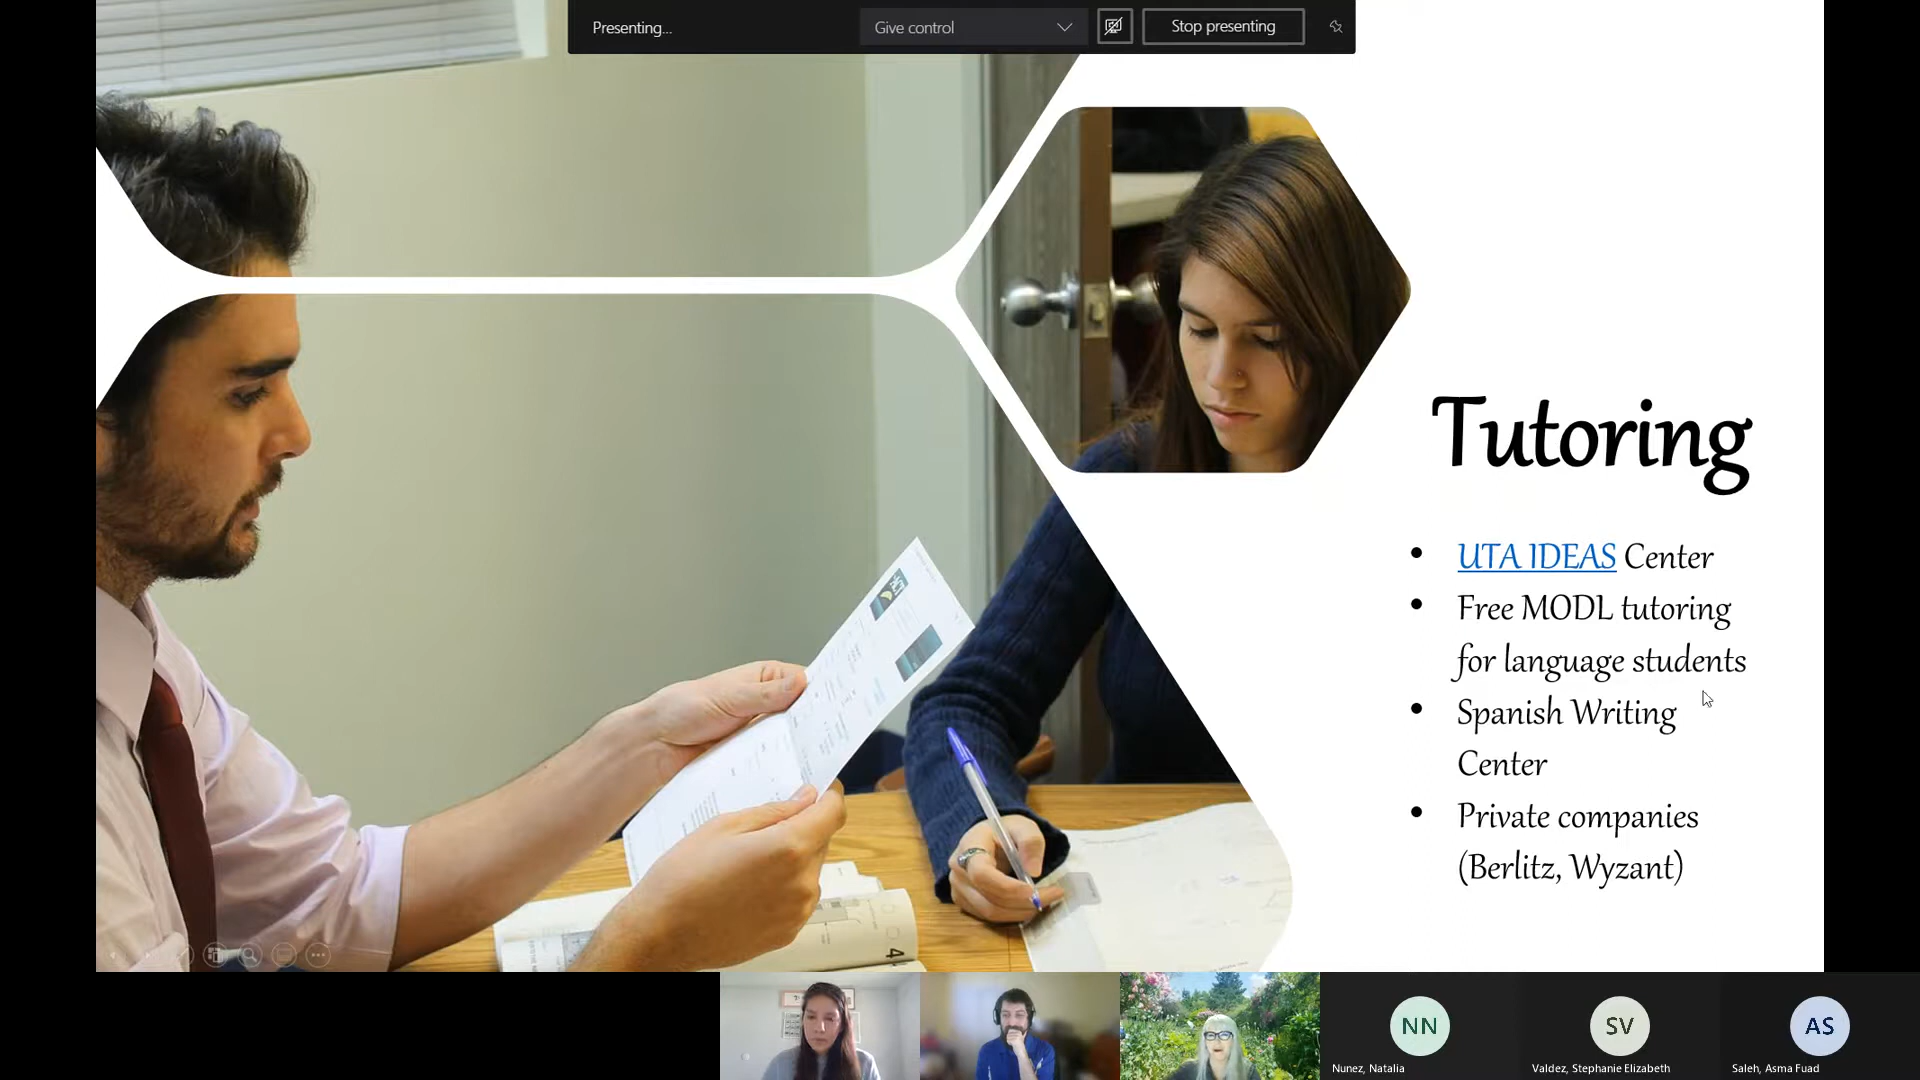 Presenting...
Give control
Stop presenting
Tutoring
• UTA IDEAS Center
• Free MODL tutoring
for language students
• Spanish Writing
Center
• Private companies
(Berlitz, Wyzant)
4
NN
SV
AS
Nunez, Natalia
Valdez, Stephanie Elizabeth
Saleh, Asma Fuad